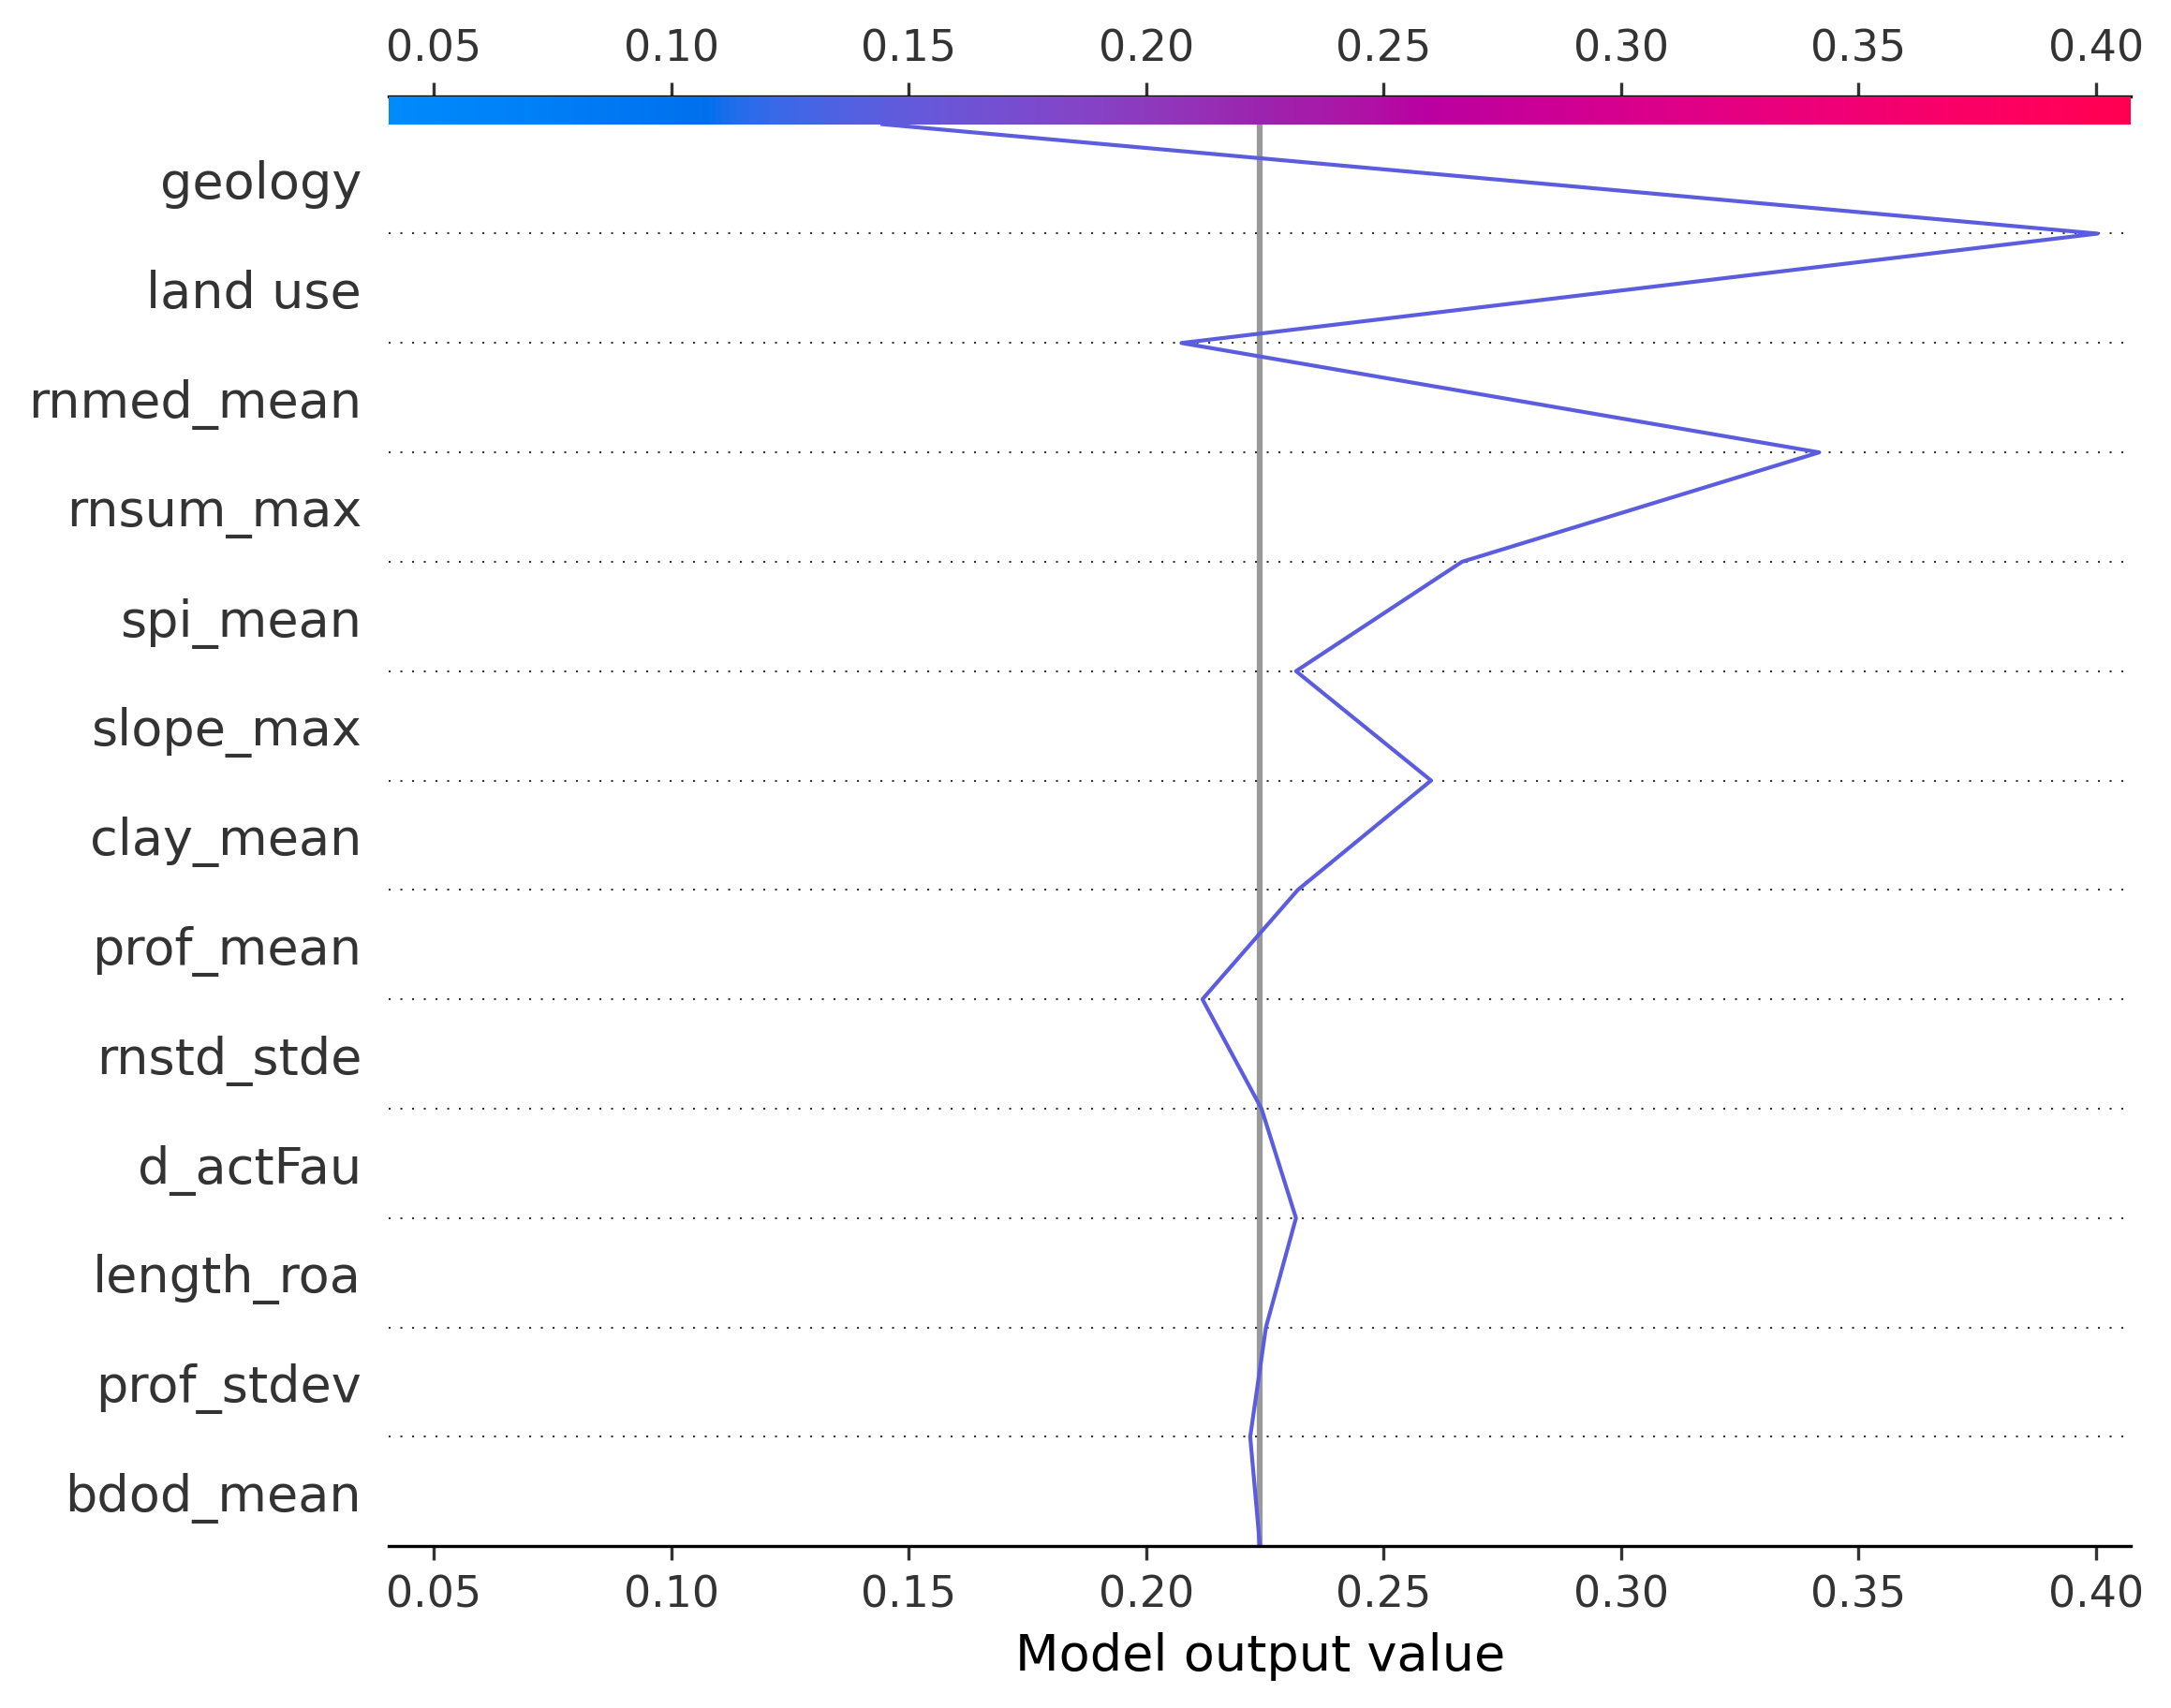 0.05 0.10 0.15 0.20 0.25 0.30 0.35 0.40
geology
land use
rnmed_mean
rnsum_max
spi_mean
slope_max
clay_mean
prof_mean
rnstd_stde
d_actFau
length_roa
prof_stdev
bdod_mean
0.05 0.10 0.15 0.20 0.25 0.30 0.35 0.40
Model output value